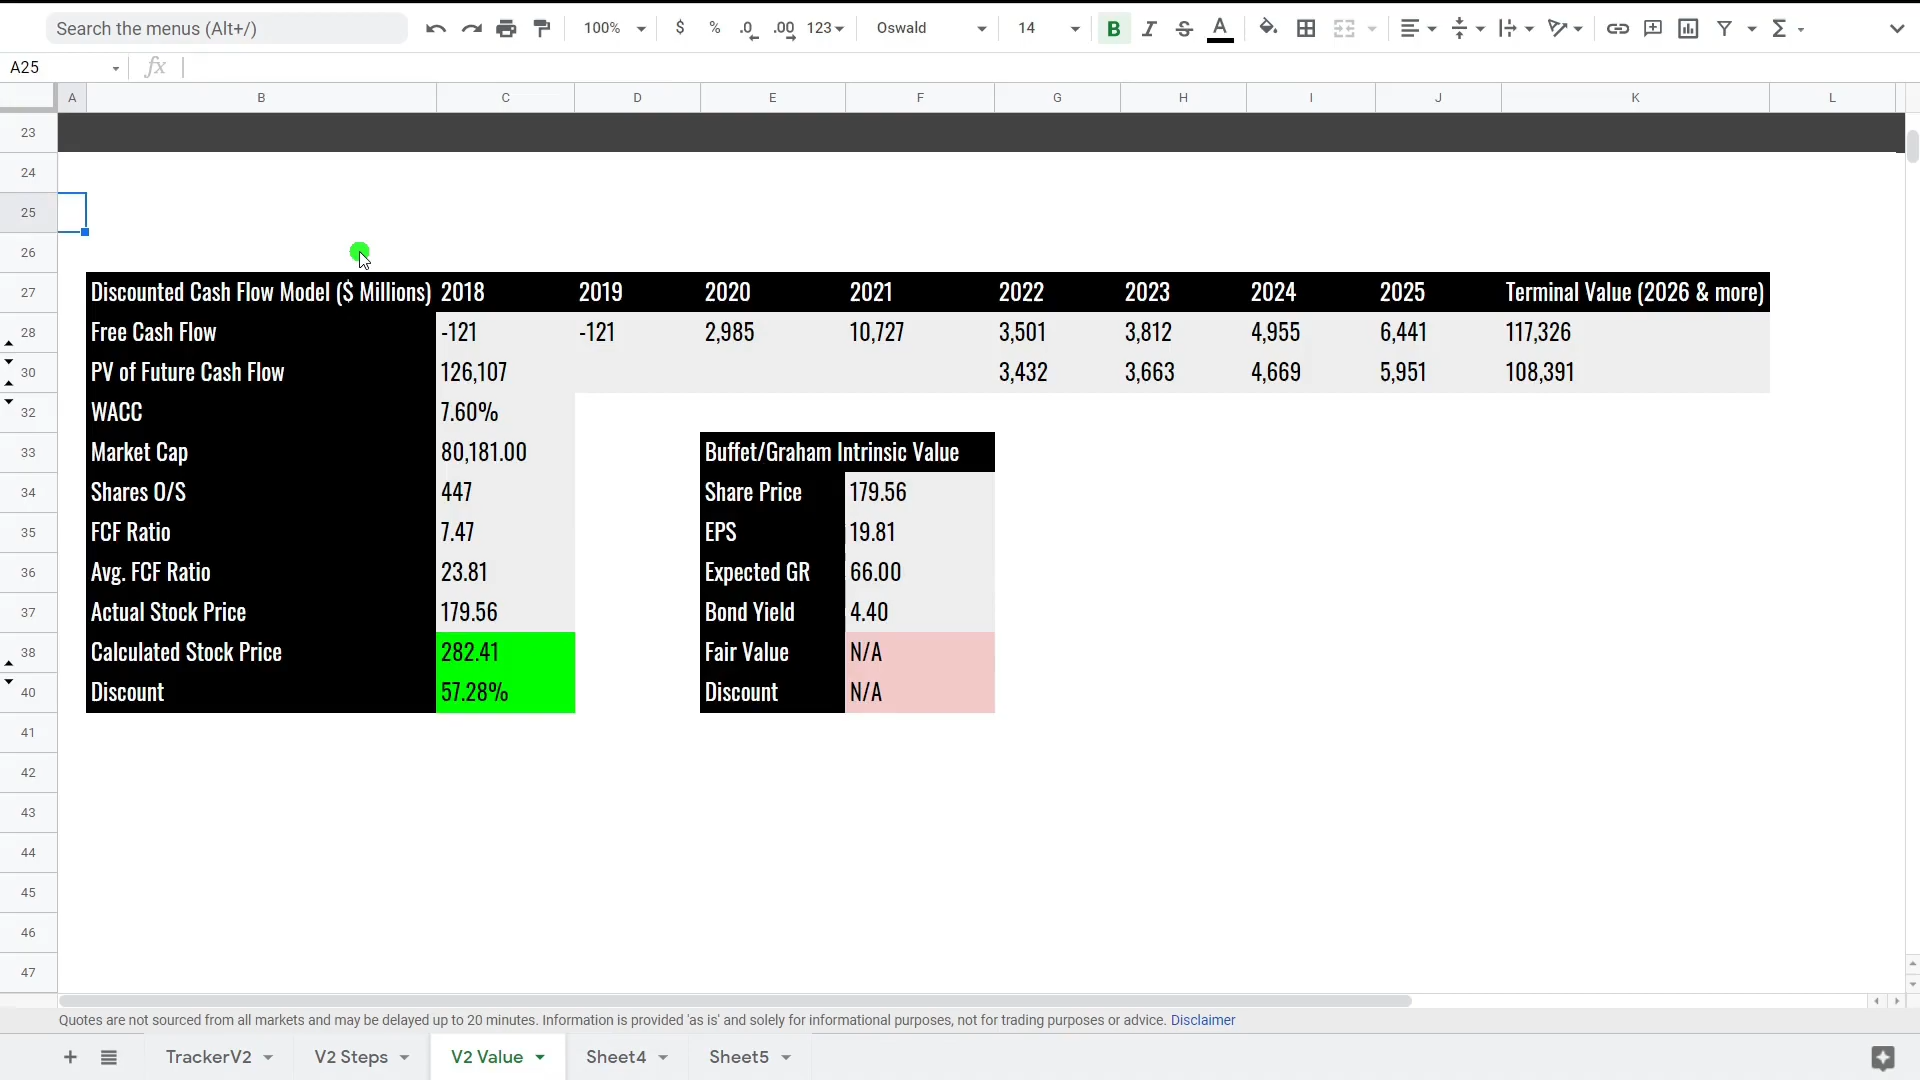 Search the menus (Alt+/) 100% $ % .0 .00 123 Oswald 14 B I S A Σ
A25 fx
A B C D E F G H I J K L
23
24
25
26
27 Discounted Cash Flow Model ($ Millions) 2018 2019 2020 2021 2022 2023 2024 2025 Terminal Value (2026 & more)
28 Free Cash Flow -121 -121 2,985 10,727 3,501 3,812 4,955 6,441 117,326
30 PV of Future Cash Flow 126,107 3,432 3,663 4,669 5,951 108,391
32 WACC 7.60%
33 Market Cap 80,181.00 Buffet/Graham Intrinsic Value
34 Shares O/S 447 Share Price 179.56
35 FCF Ratio 7.47 EPS 19.81
36 Avg. FCF Ratio 23.81 Expected GR 66.00
37 Actual Stock Price 179.56 Bond Yield 4.40
38 Calculated Stock Price 282.41 Fair Value N/A
40 Discount 57.28% Discount N/A
41
42
43
44
45
46
47
Quotes are not sourced from all markets and may be delayed up to 20 minutes. Information is provided 'as is' and solely for informational purposes, not for trading purposes or advice. Disclaimer
TrackerV2 V2 Steps V2 Value Sheet4 Sheet5